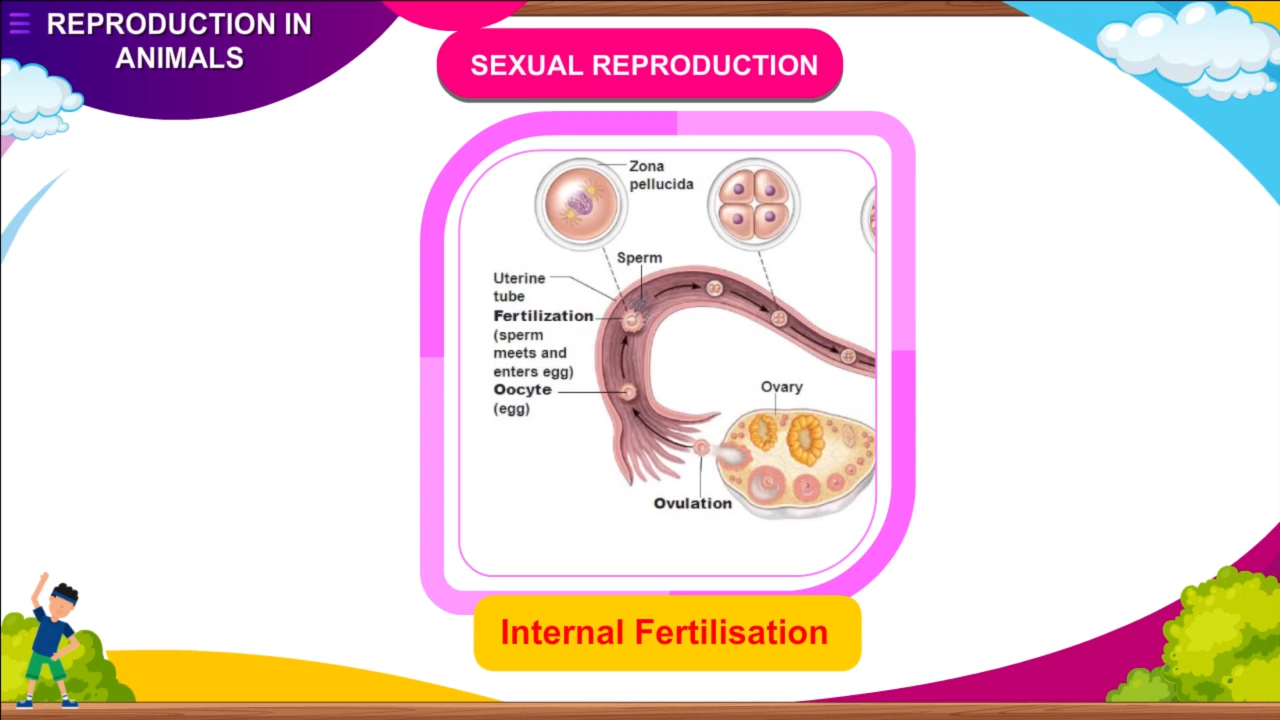 REPRODUCTION IN
ANIMALS
SEXUAL REPRODUCTION
Zona
pellucida
Sperm
Uterine
tube
Fertilization
(sperm
meets and
enters egg)
Oocyte
(egg)
Ovary
Ovulation
Internal Fertilisation